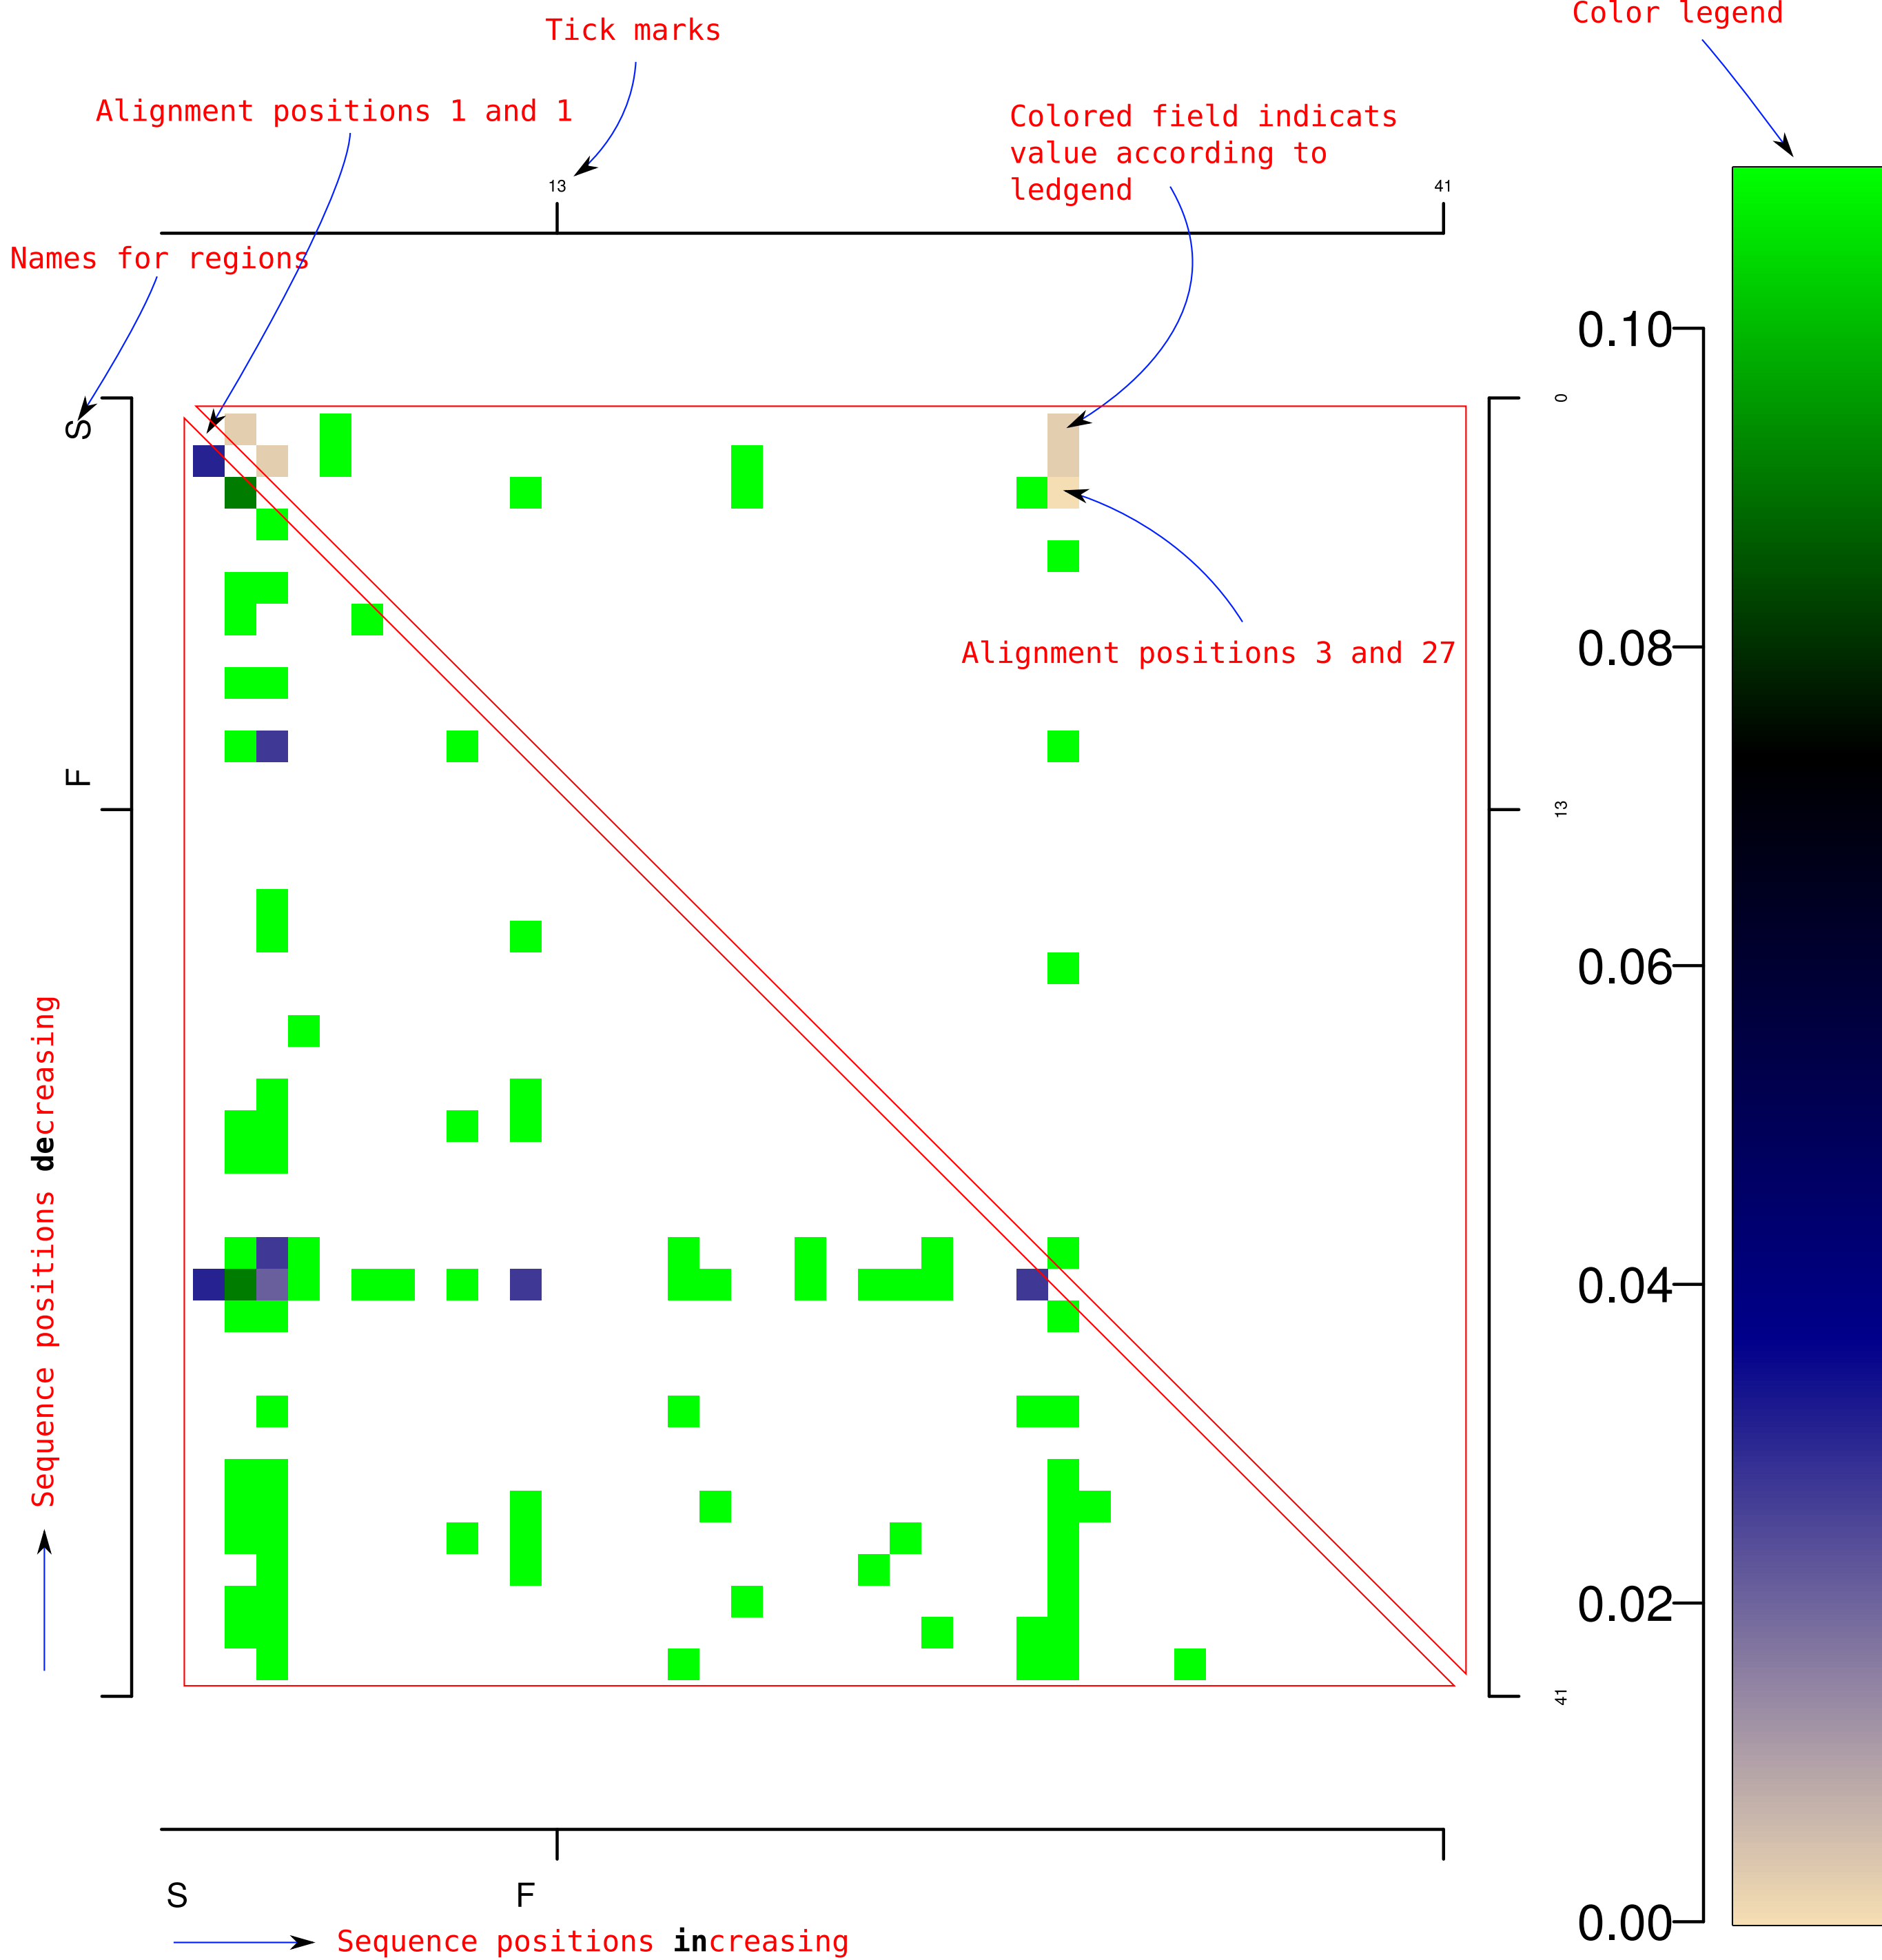 Color legend
Tick marks
Alignment positions 1 and 1
Colored field indicats
value according to
ledgend
13
41
Names for regions
0.10
S
0
0.08
Alignment positions 3 and 27
F
13
0.06
Sequence positions decreasing
0.04
0.02
41
S
F
0.00
Sequence positions increasing